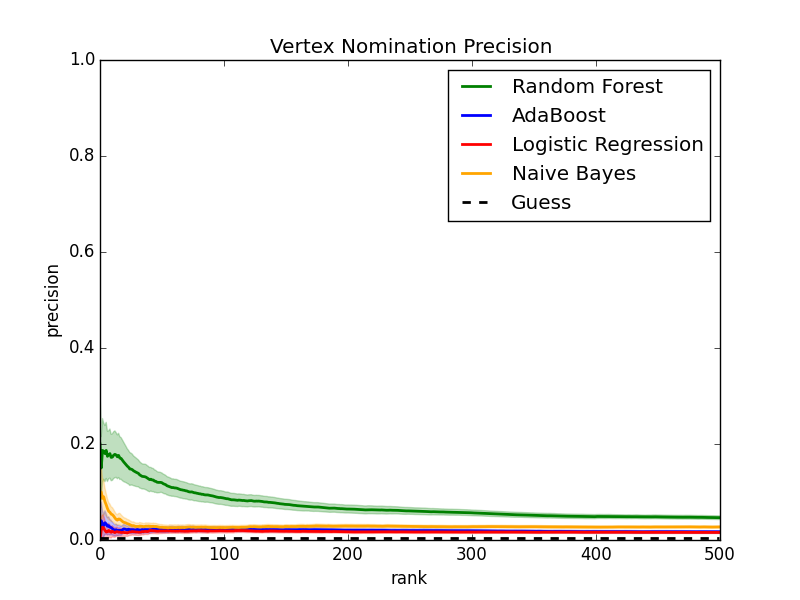 Vertex Nomination Precision
1.0
0.8
0.6
0.4
0.2
0.0
precision
Random Forest
AdaBoost
Logistic Regression
Naive Bayes
Guess
0 100 200 300 400 500
rank